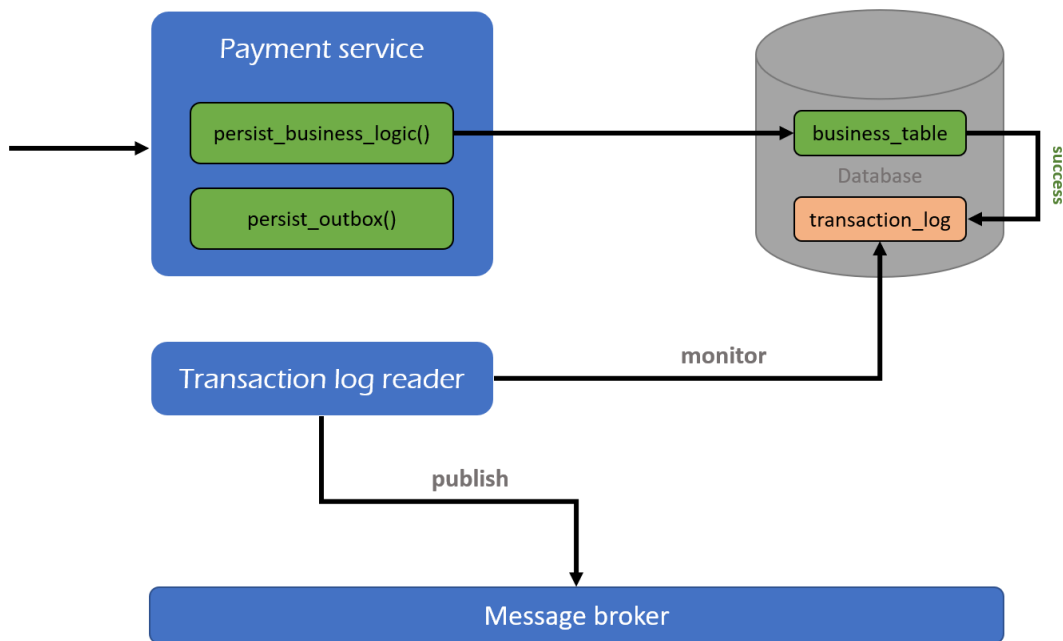 Payment service
persist_business_logic()
business_table
success
Database
persist_outbox()
transaction_log
monitor
Transaction log reader
publish
Message broker